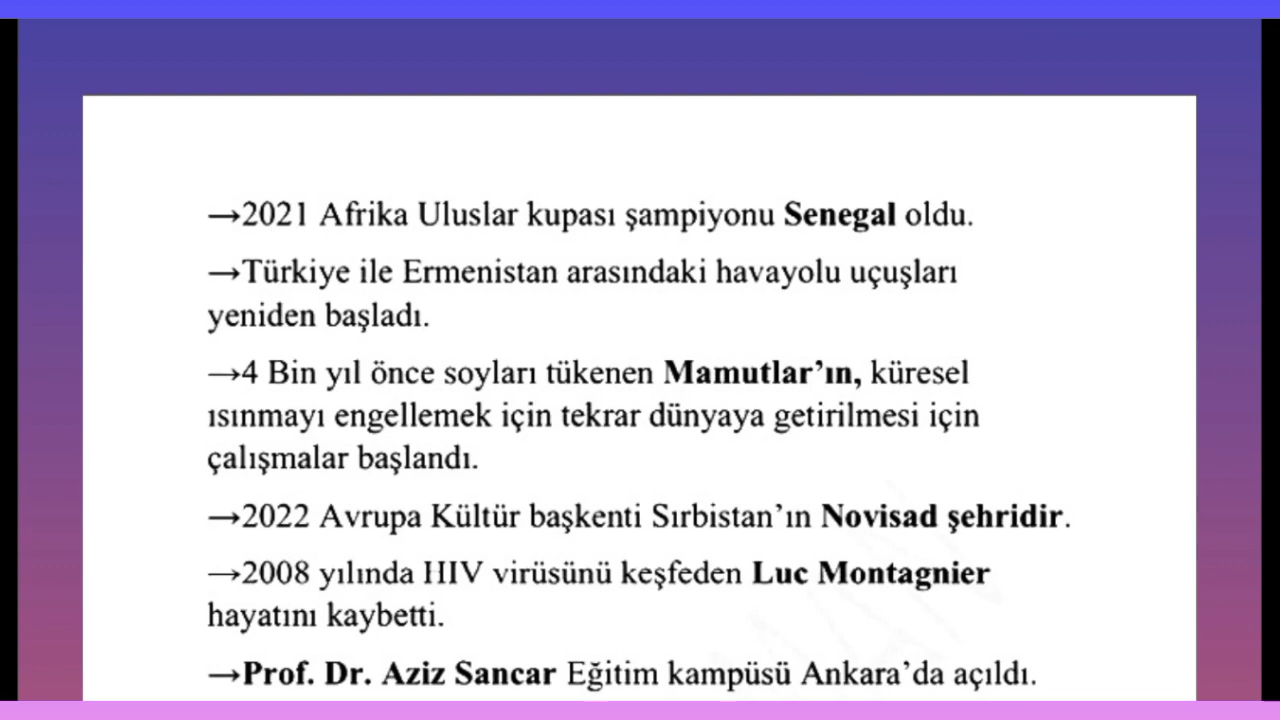 →2021 Afrika Uluslar kupası şampiyonu Senegal oldu.
→Türkiye ile Ermenistan arasındaki havayolu uçuşları
yeniden başladı.
→4 Bin yıl önce soyları tükenen Mamutlar’ın, küresel
ısınmayı engellemek için tekrar dünyaya getirilmesi için
çalışmalar başlandı.
→2022 Avrupa Kültür başkenti Sırbistan’ın Novisad şehridir.
→2008 yılında HIV virüsünü keşfeden Luc Montagnier
hayatını kaybetti.
→Prof. Dr. Aziz Sancar Eğitim kampüsü Ankara’da açıldı.